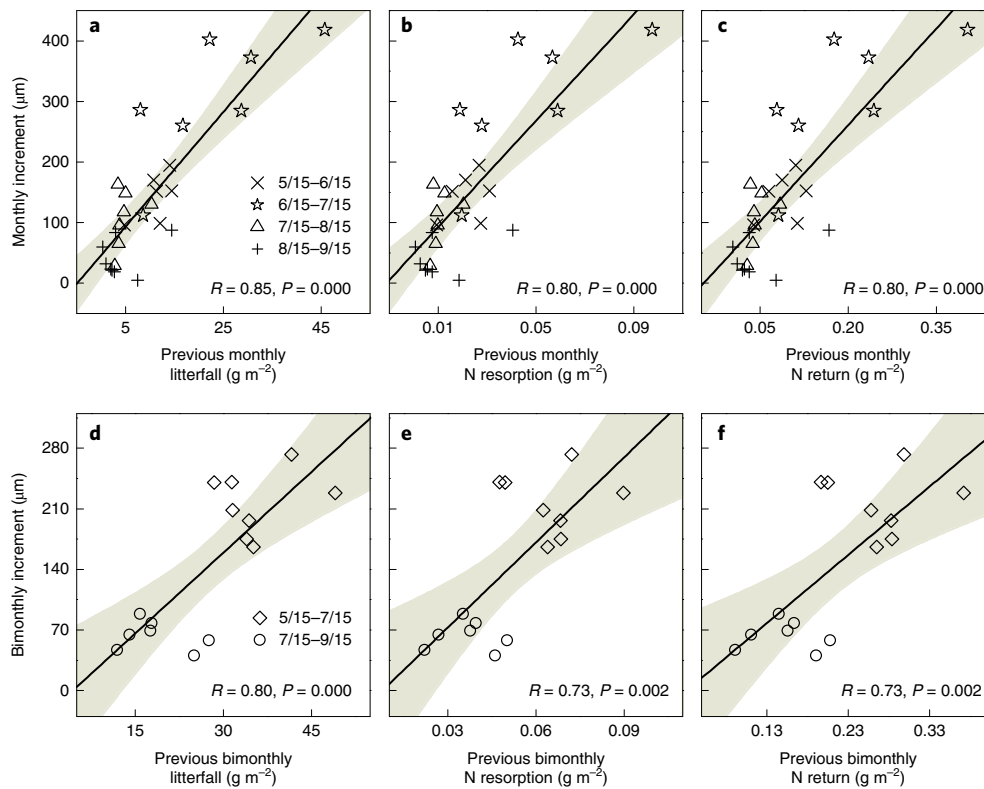 a
b
c
Monthly increment (µm)
400
300
200
100
0
5/15–6/15
6/15–7/15
7/15–8/15
8/15–9/15
R = 0.85, P = 0.000
R = 0.80, P = 0.000
R = 0.80, P = 0.000
5 25 45
0.01 0.05 0.09
0.05 0.20 0.35
Previous monthly
litterfall (g m−2)
Previous monthly
N resorption (g m−2)
Previous monthly
N return (g m−2)
d
e
f
Bimonthly increment (µm)
280
210
140
70
0
5/15–7/15
7/15–9/15
R = 0.80, P = 0.000
R = 0.73, P = 0.002
R = 0.73, P = 0.002
15 30 45
0.03 0.06 0.09
0.13 0.23 0.33
Previous bimonthly
litterfall (g m−2)
Previous bimonthly
N resorption (g m−2)
Previous bimonthly
N return (g m−2)